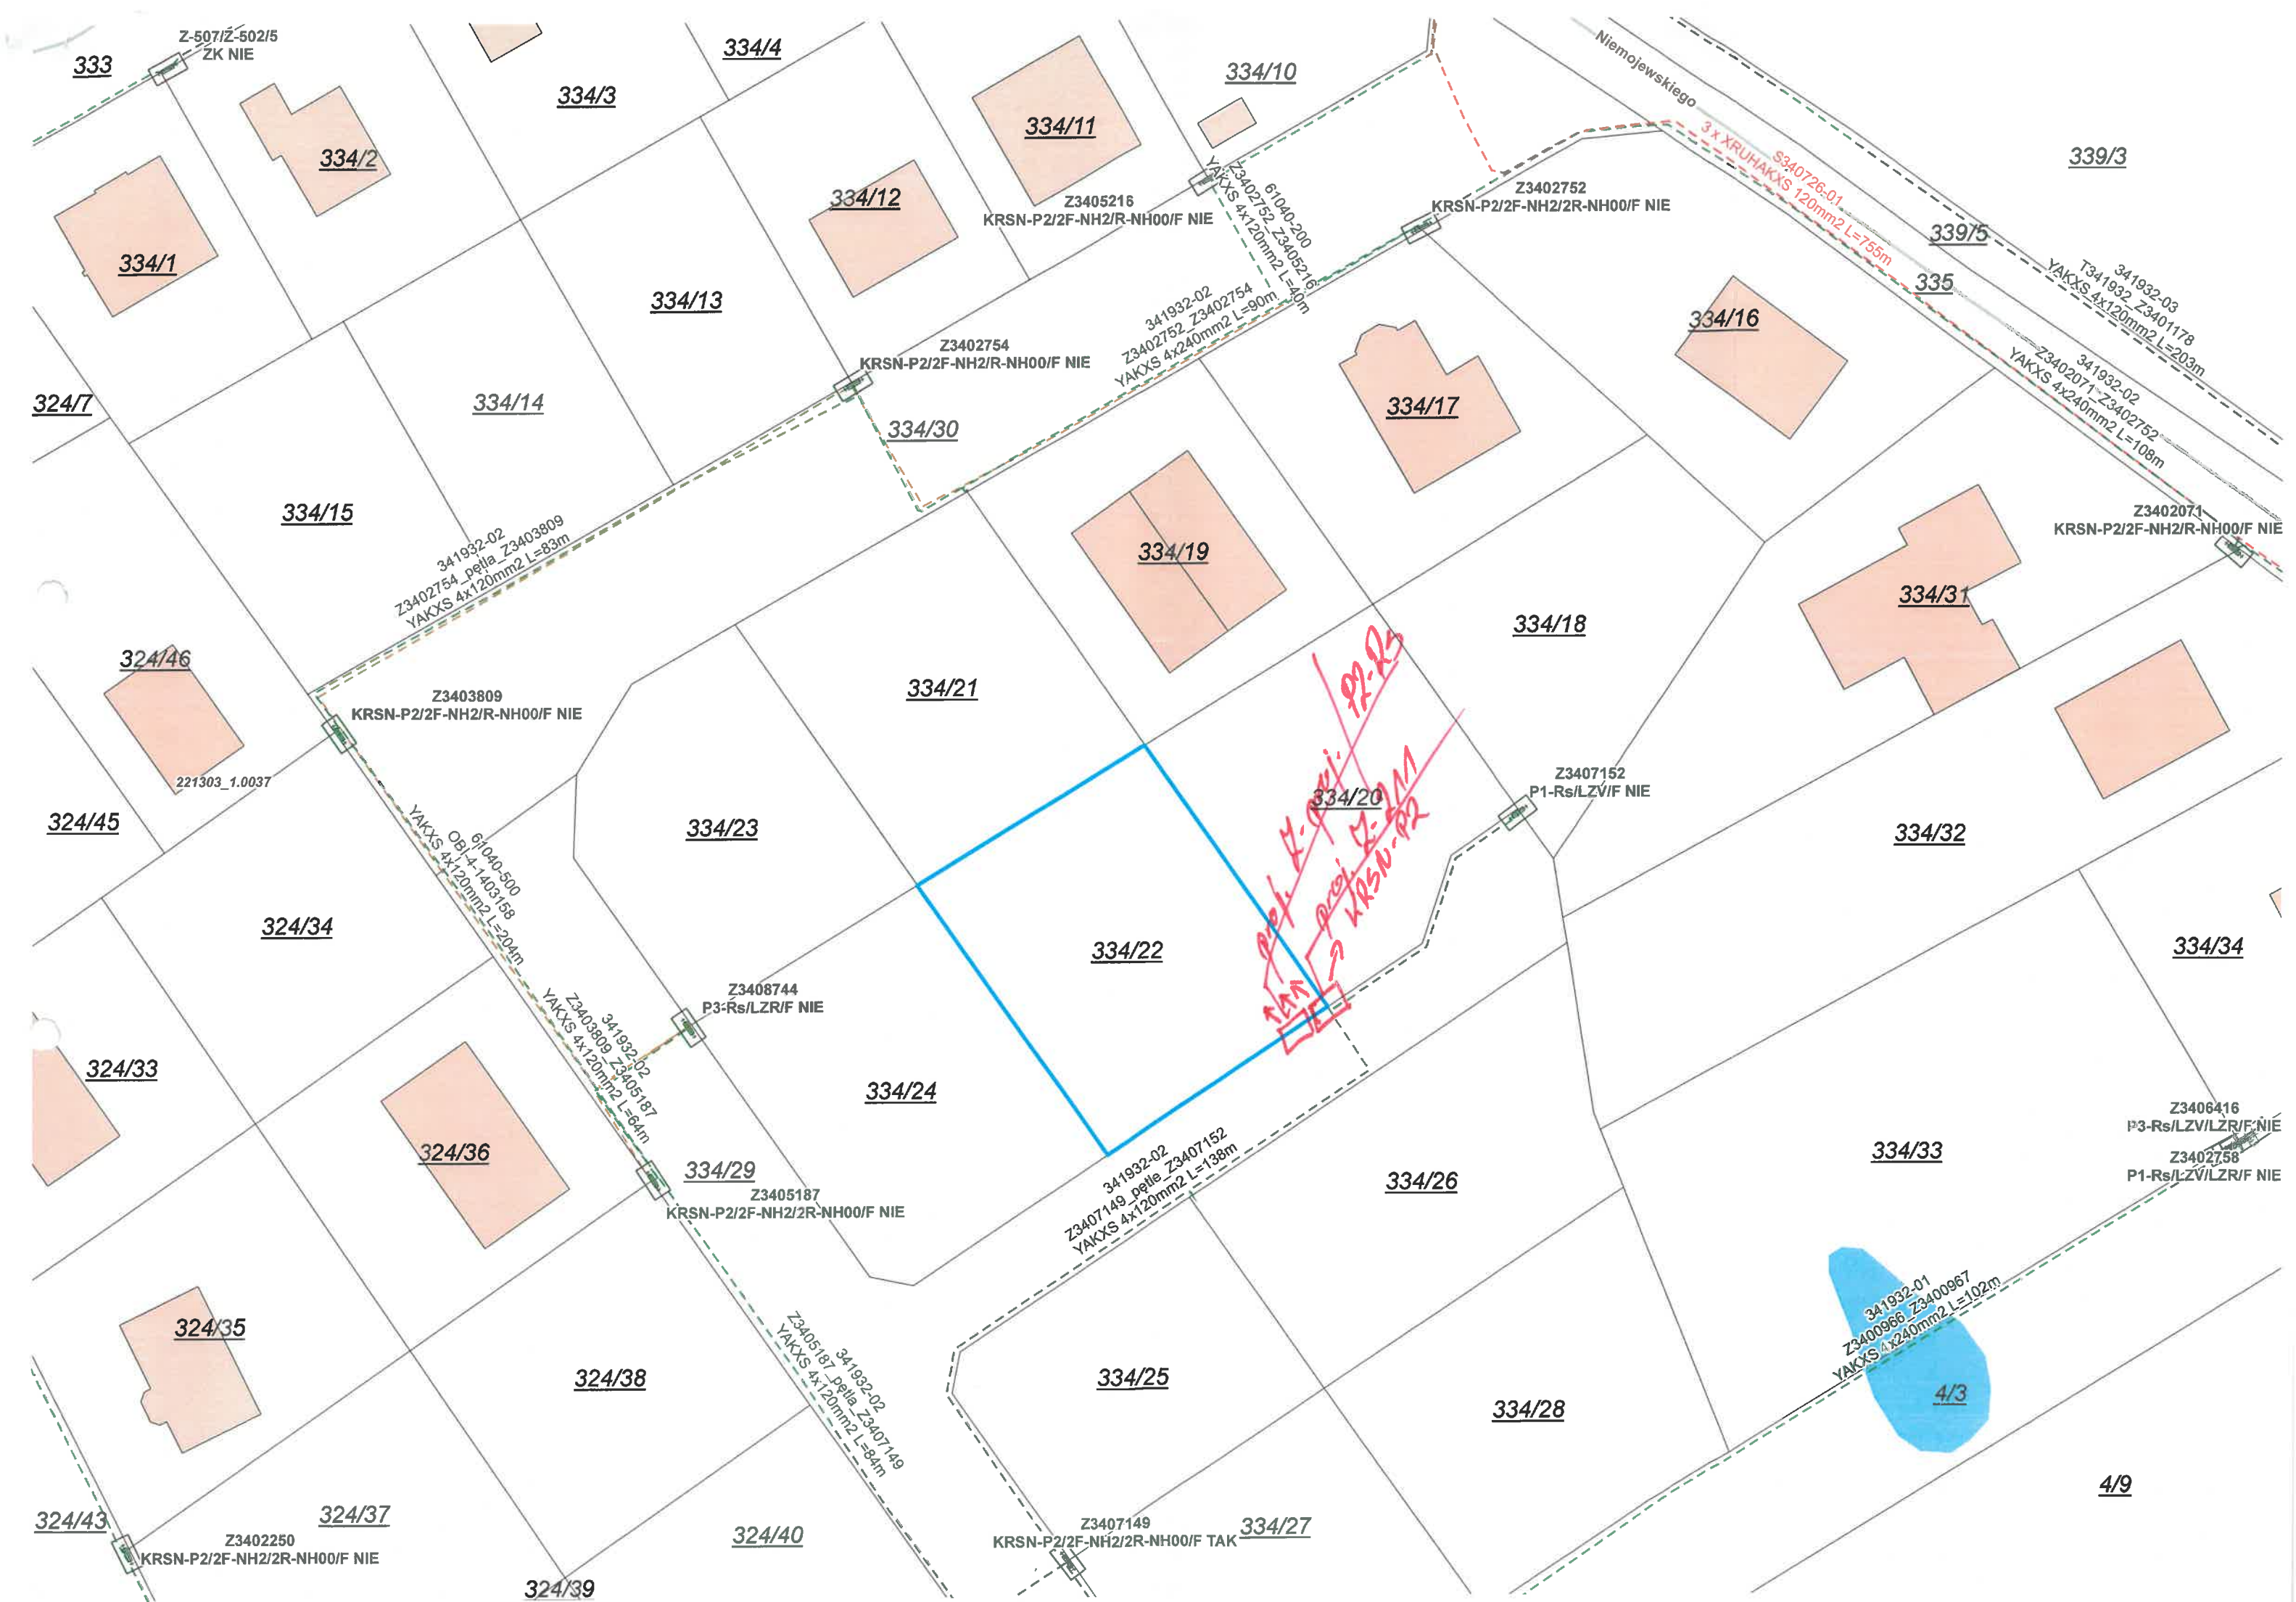 Z-507/Z-502/5
ZK NIE
333
334/4
334/3
334/10
Niemojewskiego
334/2
334/11
3 x XRUHAKXS 120mm2 L=755m
S340726-01
339/3
334/12
Z3405216
KRSN-P2/2F-NH2/R-NH00/F NIE
61040-200
Z3402752_Z3405216
YAKXS 4x120mm2 L=40m
Z3402752
KRSN-P2/2F-NH2/2R-NH00/F NIE
339/5
334/1
334/13
335
341932-03
T341932_Z3401178
YAKXS 4x120mm2 L=203m
341932-02
Z3402752_Z3402754
YAKXS 4x240mm2 L=90m
334/16
Z3402754
KRSN-P2/2F-NH2/R-NH00/F NIE
341932-02
Z3402071_Z3402752
YAKXS 4x240mm2 L=108m
324/7
334/14
334/30
334/17
334/15
Z3402071
KRSN-P2/2F-NH2/R-NH00/F NIE
341932-02
Z3402754_pętla_Z3403809
YAKXS 4x120mm2 L=83m
334/19
334/31
334/18
324/46
334/21
Z3403809
KRSN-P2/2F-NH2/R-NH00/F NIE
P2-Rs
221303_1.0037
Z3407152
P1-Rs/LZV/F NIE
324/45
334/23
334/20
334/32
61040-500
OBI-4-1403158
YAKXS 4x120mm2 L=204m
proj.
KRSN-P2
324/34
334/22
334/34
Z3408744
P3-Rs/LZR/F NIE
341932-02
Z3403809_Z3405187
YAKXS 4x120mm2 L=64m
324/33
334/24
Z3406416
P3-Rs/LZV/LZR/F NIE
324/36
334/33
Z3402758
P1-Rs/LZV/LZR/F NIE
334/29
334/26
Z3405187
KRSN-P2/2F-NH2/2R-NH00/F NIE
341932-02
Z3407149_pętle_Z3407152
YAKXS 4x120mm2 L=138m
324/35
341932-01
Z3400966_Z3400967
YAKXS 4x240mm2 L=102m
324/38
341932-02
Z3405187_pętla_Z3407149
YAKXS 4x120mm2 L=84m
334/25
334/28
4/3
4/9
324/43
324/37
324/40
334/27
Z3402250
KRSN-P2/2F-NH2/2R-NH00/F NIE
Z3407149
KRSN-P2/2F-NH2/2R-NH00/F TAK
324/39